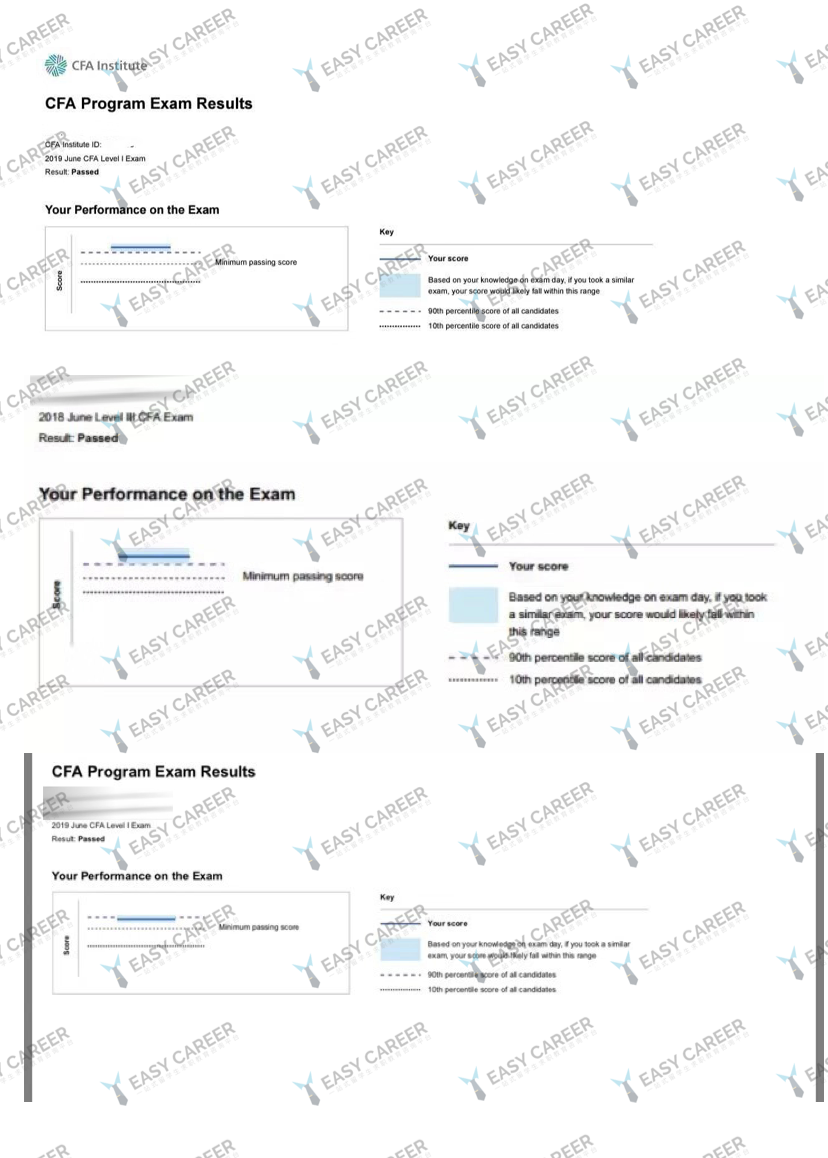 CFA Institute
CFA Program Exam Results
CFA Institute ID:
2019 June CFA Level I Exam
Result: Passed
Your Performance on the Exam
Score
Minimum passing score
Key
Your score
Based on your knowledge on exam day, if you took a similar
exam, your score would likely fall within this range
90th percentile score of all candidates
10th percentile score of all candidates
2018 June Level III CFA Exam
Result: Passed
Your Performance on the Exam
Score
Minimum passing score
Key
Your score
Based on your knowledge on exam day, if you took
a similar exam, your score would likely fall within
this range
90th percentile score of all candidates
10th percentile score of all candidates
CFA Program Exam Results
2019 June CFA Level I Exam
Result: Passed
Your Performance on the Exam
Score
Minimum passing score
Key
Your score
Based on your knowledge on exam day, if you took a similar
exam, your score would likely fall within this range
90th percentile score of all candidates
10th percentile score of all candidates
EASY CAREER